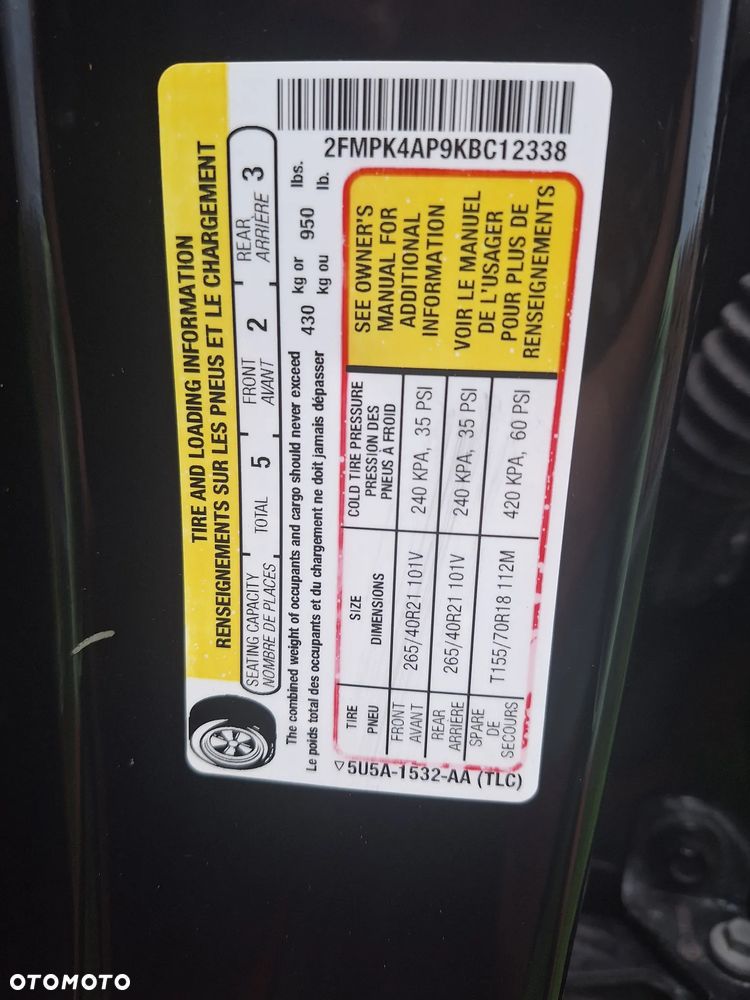 TIRE AND LOADING INFORMATION
RENSEIGNEMENTS SUR LES PNEUS ET LE CHARGEMENT
SEATING CAPACITY
NOMBRE DE PLACES
TOTAL 5
FRONT
AVANT 2
REAR
ARRIÈRE 3
The combined weight of occupants and cargo should never exceed 430 kg or 950 lbs.
Le poids total des occupants et du chargement ne doit jamais dépasser kg ou lb.
TIRE
PNEU
SIZE
DIMENSIONS
COLD TIRE PRESSURE
PRESSION DES
PNEUS À FROID
FRONT
AVANT
265/40R21 101V
240 KPA, 35 PSI
REAR
ARRIÈRE
265/40R21 101V
240 KPA, 35 PSI
SPARE
DE
SECOURS
T155/70R18 112M
420 KPA, 60 PSI
SEE OWNER'S
MANUAL FOR
ADDITIONAL
INFORMATION
VOIR LE MANUEL
DE L'USAGER
POUR PLUS DE
RENSEIGNEMENTS
5U5A-1532-AA (TLC)
2FMPK4AP9KBC12338
OTOMOTO